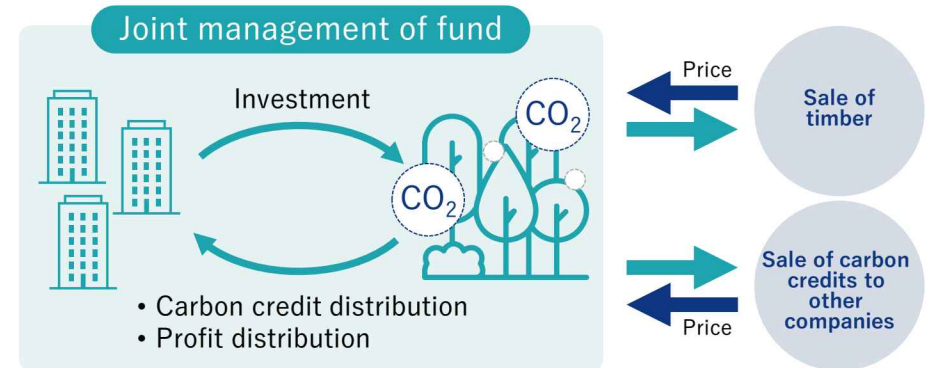 Joint management of fund
Investment
CO₂
CO₂
• Carbon credit distribution
• Profit distribution
Price
Sale of
timber
Sale of carbon
credits to
other
companies
Price